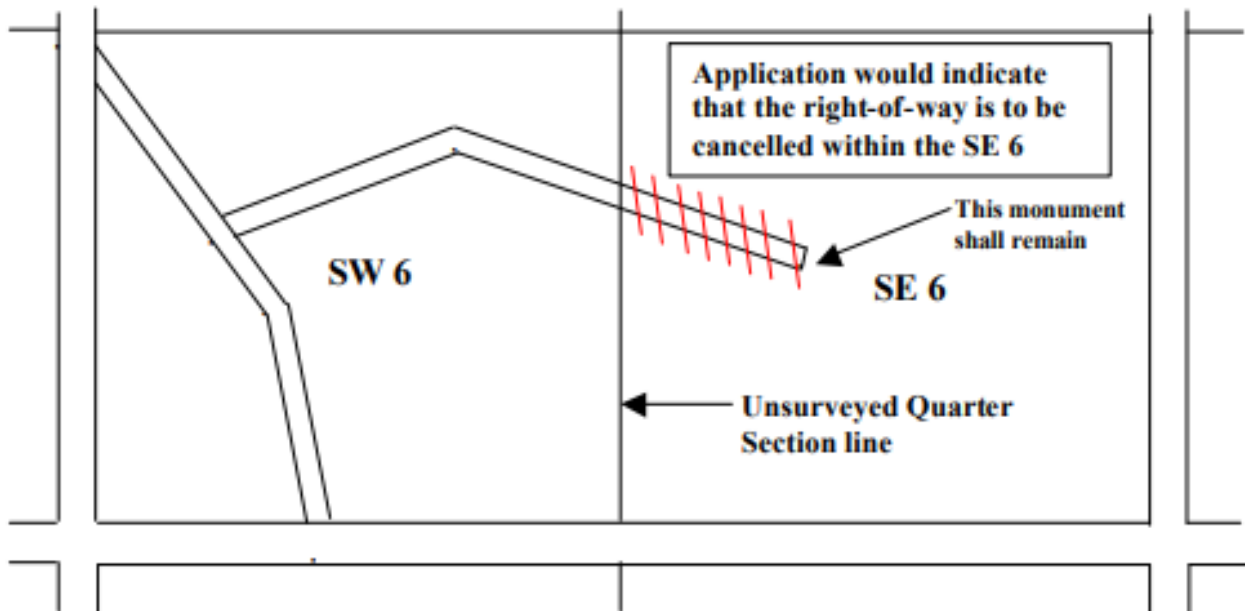 Application would indicate
that the right-of-way is to be
cancelled within the SE 6
This monument
shall remain
SW 6
SE 6
Unsurveyed Quarter
Section line